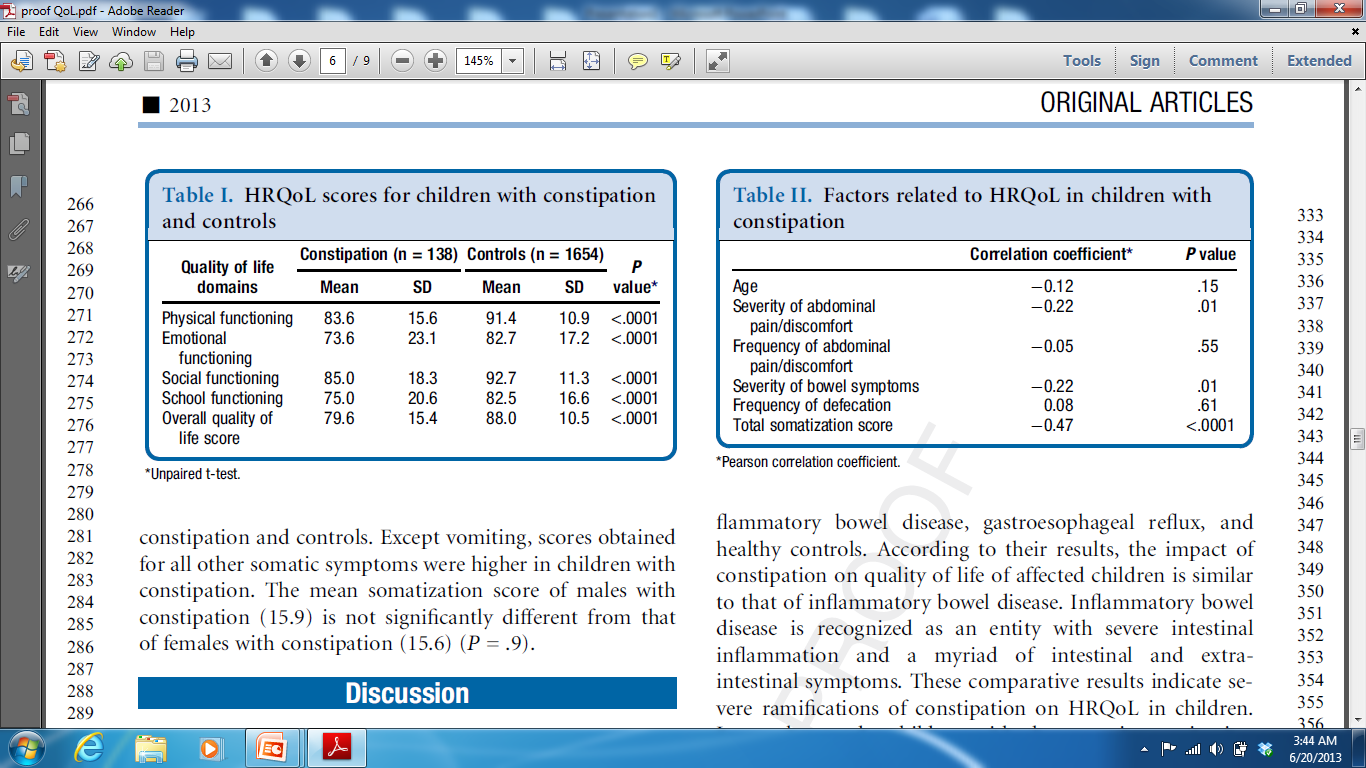 proof QoL.pdf - Adobe Reader
File Edit View Window Help
6 / 9 145% Tools Sign Comment Extended
2013 ORIGINAL ARTICLES
266
267
268
269
270
271
272
273
274
275
276
277
278
279
280
281
282
283
284
285
286
287
288
289
Table I. HRQoL scores for children with constipation
and controls
Constipation (n = 138) Controls (n = 1654)
Quality of life domains Mean SD Mean SD P value*
Physical functioning 83.6 15.6 91.4 10.9 <.0001
Emotional 73.6 23.1 82.7 17.2 <.0001
functioning
Social functioning 85.0 18.3 92.7 11.3 <.0001
School functioning 75.0 20.6 82.5 16.6 <.0001
Overall quality of 79.6 15.4 88.0 10.5 <.0001
life score
*Unpaired t-test.
constipation and controls. Except vomiting, scores obtained
for all other somatic symptoms were higher in children with
constipation. The mean somatization score of males with
constipation (15.9) is not significantly different from that
of females with constipation (15.6) (P = .9).
Discussion
Table II. Factors related to HRQoL in children with
constipation
Correlation coefficient* P value
Age −0.12 .15
Severity of abdominal −0.22 .01
pain/discomfort
Frequency of abdominal −0.05 .55
pain/discomfort
Severity of bowel symptoms −0.22 .01
Frequency of defecation 0.08 .61
Total somatization score −0.47 <.0001
*Pearson correlation coefficient.
flammatory bowel disease, gastroesophageal reflux, and
healthy controls. According to their results, the impact of
constipation on quality of life of affected children is similar
to that of inflammatory bowel disease. Inflammatory bowel
disease is recognized as an entity with severe intestinal
inflammation and a myriad of intestinal and extra-
intestinal symptoms. These comparative results indicate se-
vere ramifications of constipation on HRQoL in children.
333
334
335
336
337
338
339
340
341
342
343
344
345
346
347
348
349
350
351
352
353
354
355
356
PROOF
3:44 AM
6/20/2013